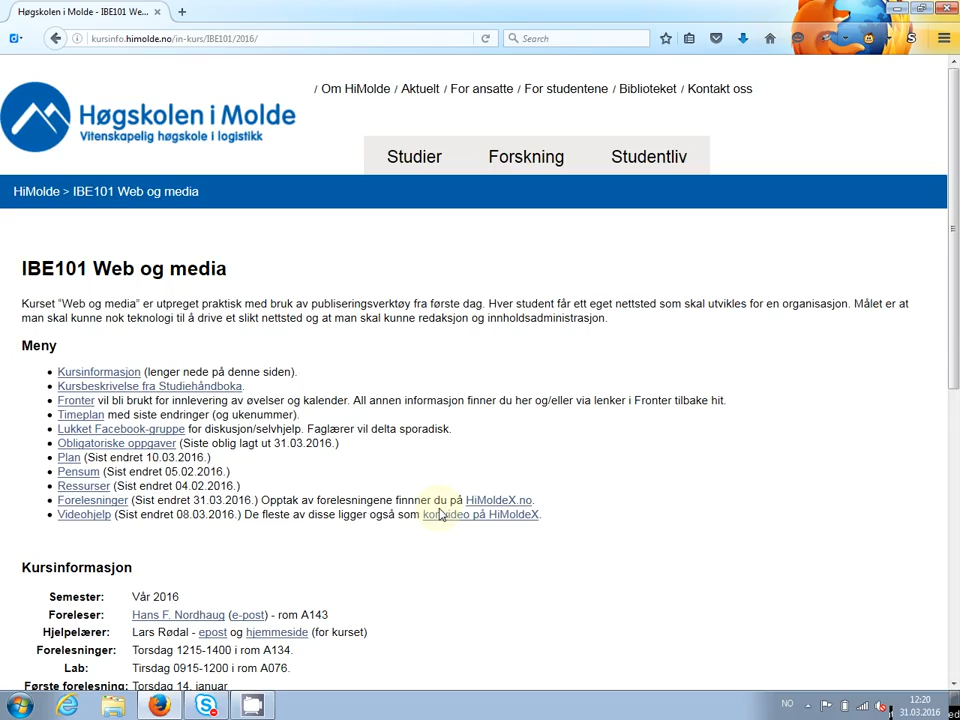 Høgskolen i Molde - IBE101 We...
kursinfo.himolde.no/in-kurs/IBE101/2016/
Search
/ Om HiMolde / Aktuelt / For ansatte / For studentene / Biblioteket / Kontakt oss
Høgskolen i Molde
Vitenskapelig høgskole i logistikk
Studier Forskning Studentliv
HiMolde > IBE101 Web og media
IBE101 Web og media
Kurset “Web og media” er utpreget praktisk med bruk av publiseringsverktøy fra første dag. Hver student får ett eget nettsted som skal utvikles for en organisasjon. Målet er at
man skal kunne nok teknologi til å drive et slikt nettsted og at man skal kunne redaksjon og innholdsadministrasjon.
Meny
Kursinformasjon (lenger nede på denne siden).
Kursbeskrivelse fra Studiehåndboka.
Fronter vil bli brukt for innlevering av øvelser og kalender. All annen informasjon finner du her og/eller via lenker i Fronter tilbake hit.
Timeplan med siste endringer (og ukenummer).
Lukket Facebook-gruppe for diskusjon/selvhjelp. Faglærer vil delta sporadisk.
Obligatoriske oppgaver (Siste oblig lagt ut 31.03.2016.)
Plan (Sist endret 10.03.2016.)
Pensum (Sist endret 05.02.2016.)
Ressurser (Sist endret 04.02.2016.)
Forelesninger (Sist endret 31.03.2016.) Opptak av forelesningene finnner du på HiMoldeX.no.
Videohjelp (Sist endret 08.03.2016.) De fleste av disse ligger også som video på HiMoldeX.
Kursinformasjon
Semester: Vår 2016
Foreleser: Hans F. Nordhaug (e-post) - rom A143
Hjelpelærer: Lars Rødal - epost og hjemmeside (for kurset)
Forelesninger: Torsdag 1215-1400 i rom A134.
Lab: Tirsdag 0915-1200 i rom A076.
Første forelesning: Torsdag 14. januar
NO
12:20
31.03.2016